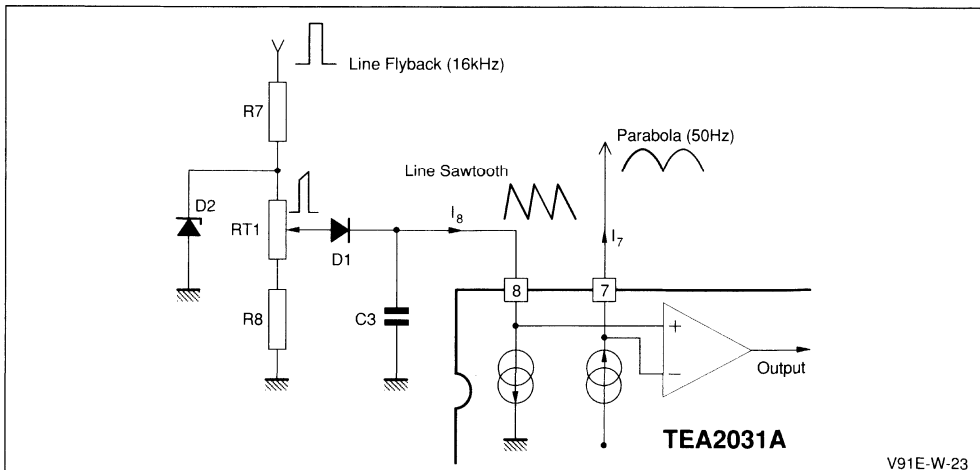 Line Flyback (16kHz)
R7
Parabola (50Hz)
Line Sawtooth
D2
I8
RT1
D1
I7
8
7
R8
C3
+
−
Output
TEA2031A
V91E-W-23